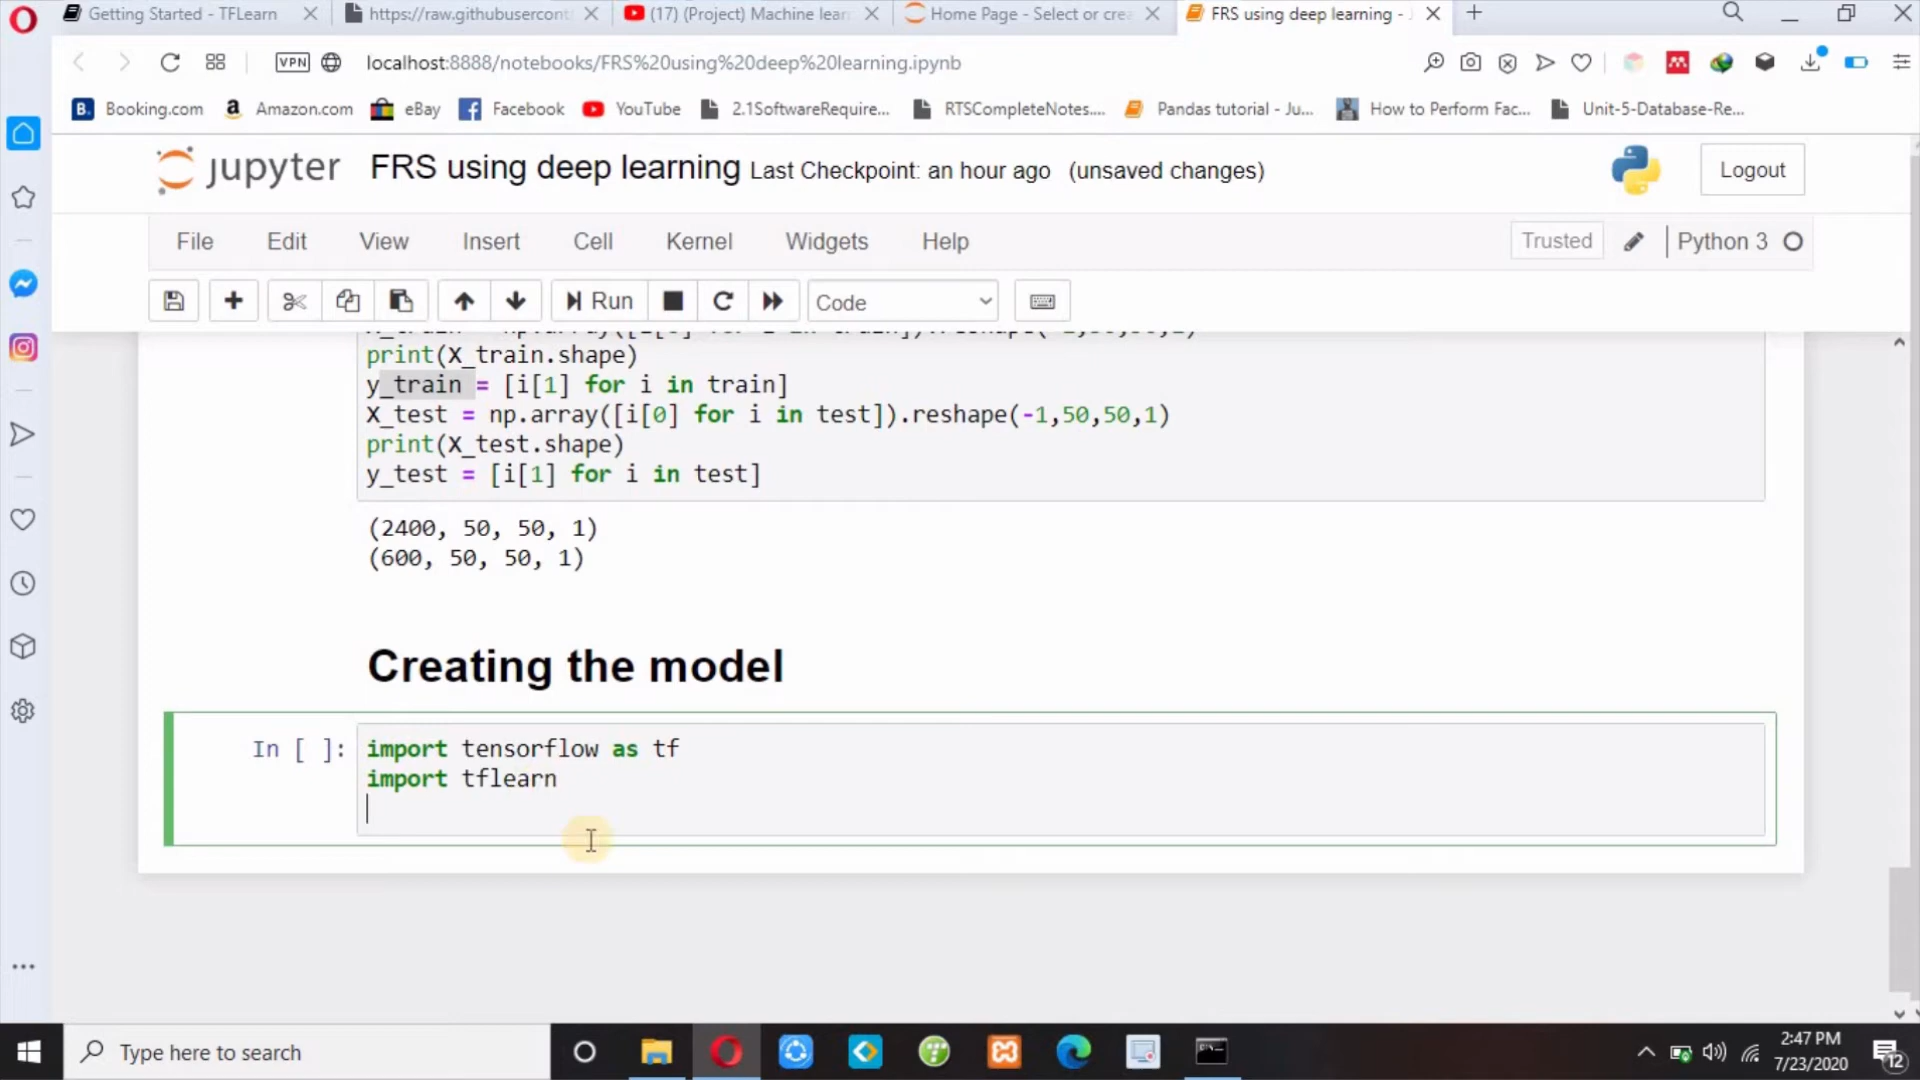 Getting Started - TFLearn
https://raw.githubusercont
(17) (Project) Machine lear
Home Page - Select or crea
FRS using deep learning -
VPN
localhost:8888/notebooks/FRS%20using%20deep%20learning.ipynb
B. Booking.com
Amazon.com
eBay
Facebook
YouTube
2.1SoftwareRequire...
RTSCompleteNotes....
Pandas tutorial - Ju...
How to Perform Fac...
Unit-5-Database-Re...
jupyter FRS using deep learning Last Checkpoint: an hour ago (unsaved changes)
Logout
File Edit View Insert Cell Kernel Widgets Help
Trusted
Python 3
Run
Code
print(X_train.shape)
y_train = [i[1] for i in train]
X_test = np.array([i[0] for i in test]).reshape(-1,50,50,1)
print(X_test.shape)
y_test = [i[1] for i in test]
(2400, 50, 50, 1)
(600, 50, 50, 1)
Creating the model
In [ ]:
import tensorflow as tf
import tflearn
Type here to search
2:47 PM
7/23/2020
12